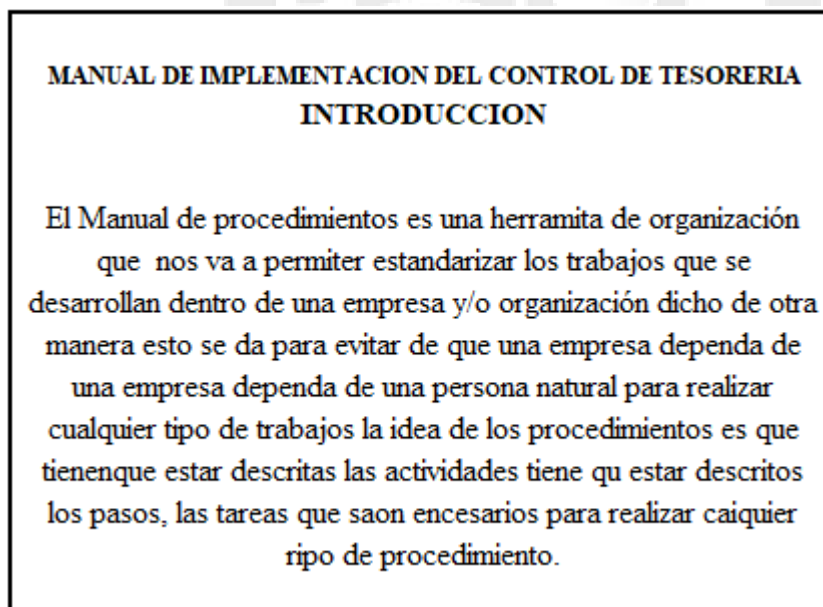 MANUAL DE IMPLEMENTACION DEL CONTROL DE TESORERIA
INTRODUCCION
El Manual de procedimientos es una herramita de organización
que nos va a permiter estandarizar los trabajos que se
desarrollan dentro de una empresa y/o organización dicho de otra
manera esto se da para evitar de que una empresa dependa de
una empresa dependa de una persona natural para realizar
cualquier tipo de trabajos la idea de los procedimientos es que
tienenque estar descritas las actividades tiene qu estar descritos
los pasos, las tareas que saon encesarios para realizar caiquier
ripo de procedimiento.